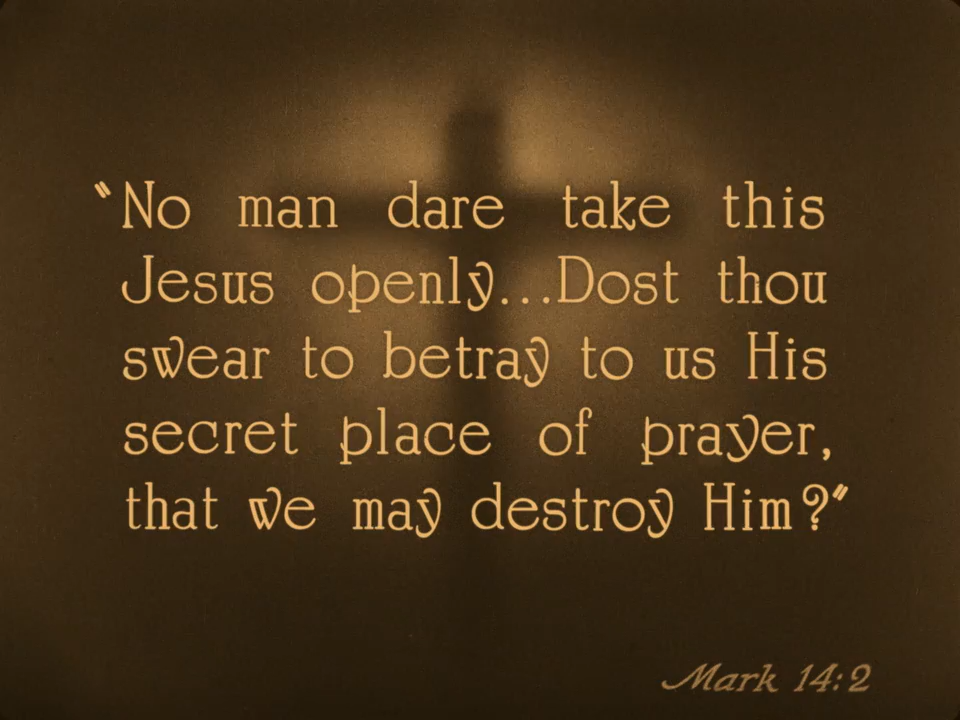 “No man dare take this
Jesus openly...Dost thou
swear to betray to us His
secret place of prayer,
that we may destroy Him?”
Mark 14:2